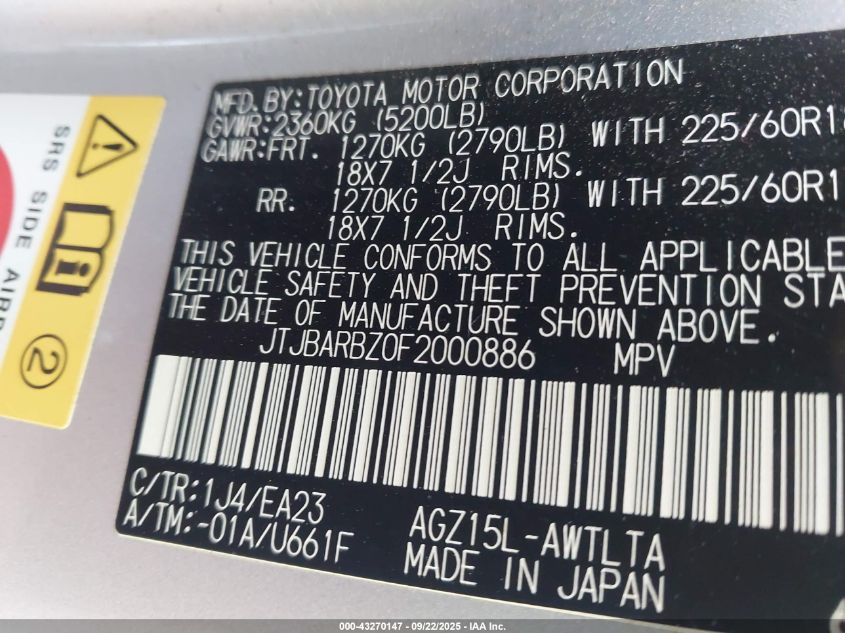 MFD.BY:TOYOTA MOTOR CORPORATION
GVWR:2360KG (5200LB)
GAWR:FRT. 1270KG (2790LB) WITH 225/60R18
18X7 1/2J RIMS.
RR. 1270KG (2790LB) WITH 225/60R1
18X7 1/2J RIMS.
THIS VEHICLE CONFORMS TO ALL APPLICABLE
VEHICLE SAFETY AND THEFT PREVENTION STA
THE DATE OF MANUFACTURE SHOWN ABOVE.
JTJBARBZ0F2000886 MPV
C/TR:1J4/EA23
A/TM:-01A/U661F AGZ15L-AWTLTA
MADE IN JAPAN
SRS SIDE AIRB
2
000-43270147 - 09/22/2025 - IAA Inc.